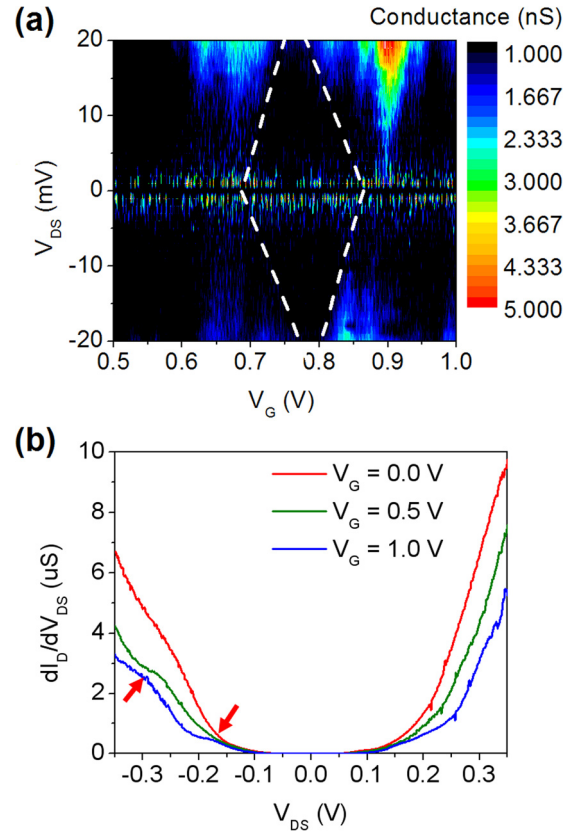 (a)
Conductance (nS)
20
10
0
-10
-20
V_DS (mV)
0.5 0.6 0.7 0.8 0.9 1.0
V_G (V)
1.000
1.667
2.333
3.000
3.667
4.333
5.000
(b)
10
8
6
4
2
0
dI_D/dV_DS (uS)
V_G = 0.0 V
V_G = 0.5 V
V_G = 1.0 V
-0.3 -0.2 -0.1 0.0 0.1 0.2 0.3
V_DS (V)